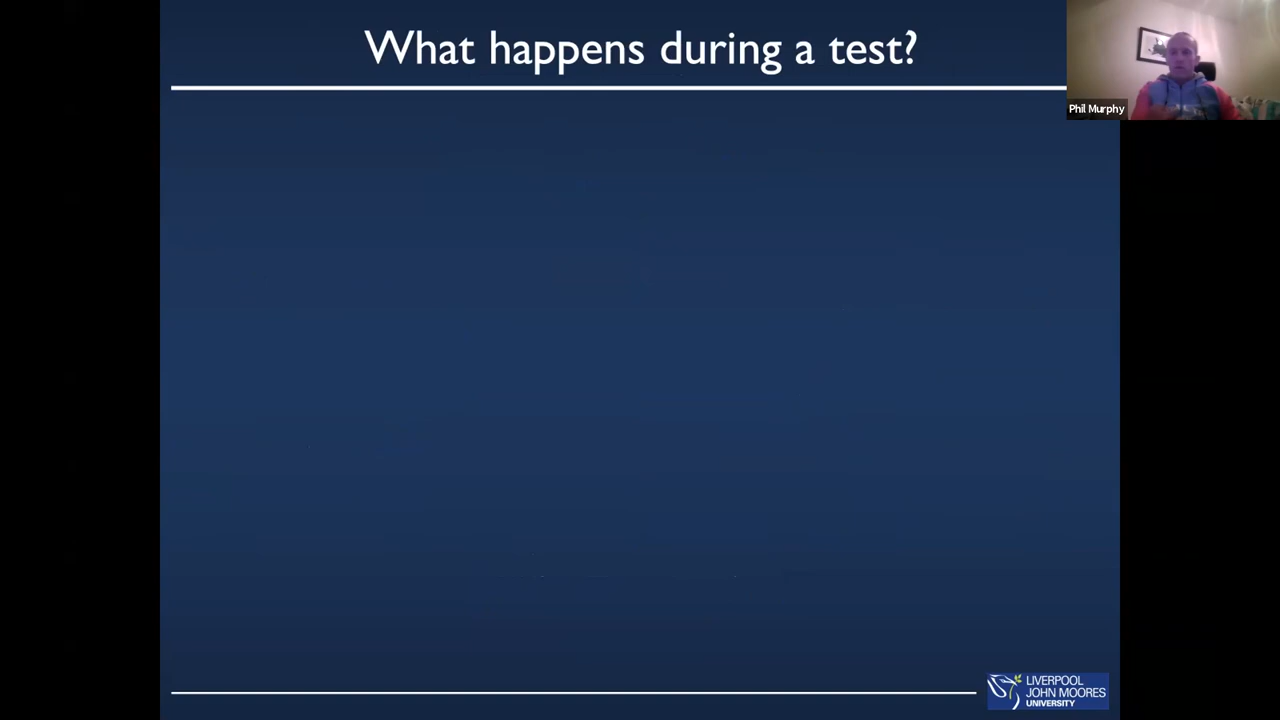 What happens during a test?
Phil Murphy
LIVERPOOL
JOHN MOORES
UNIVERSITY